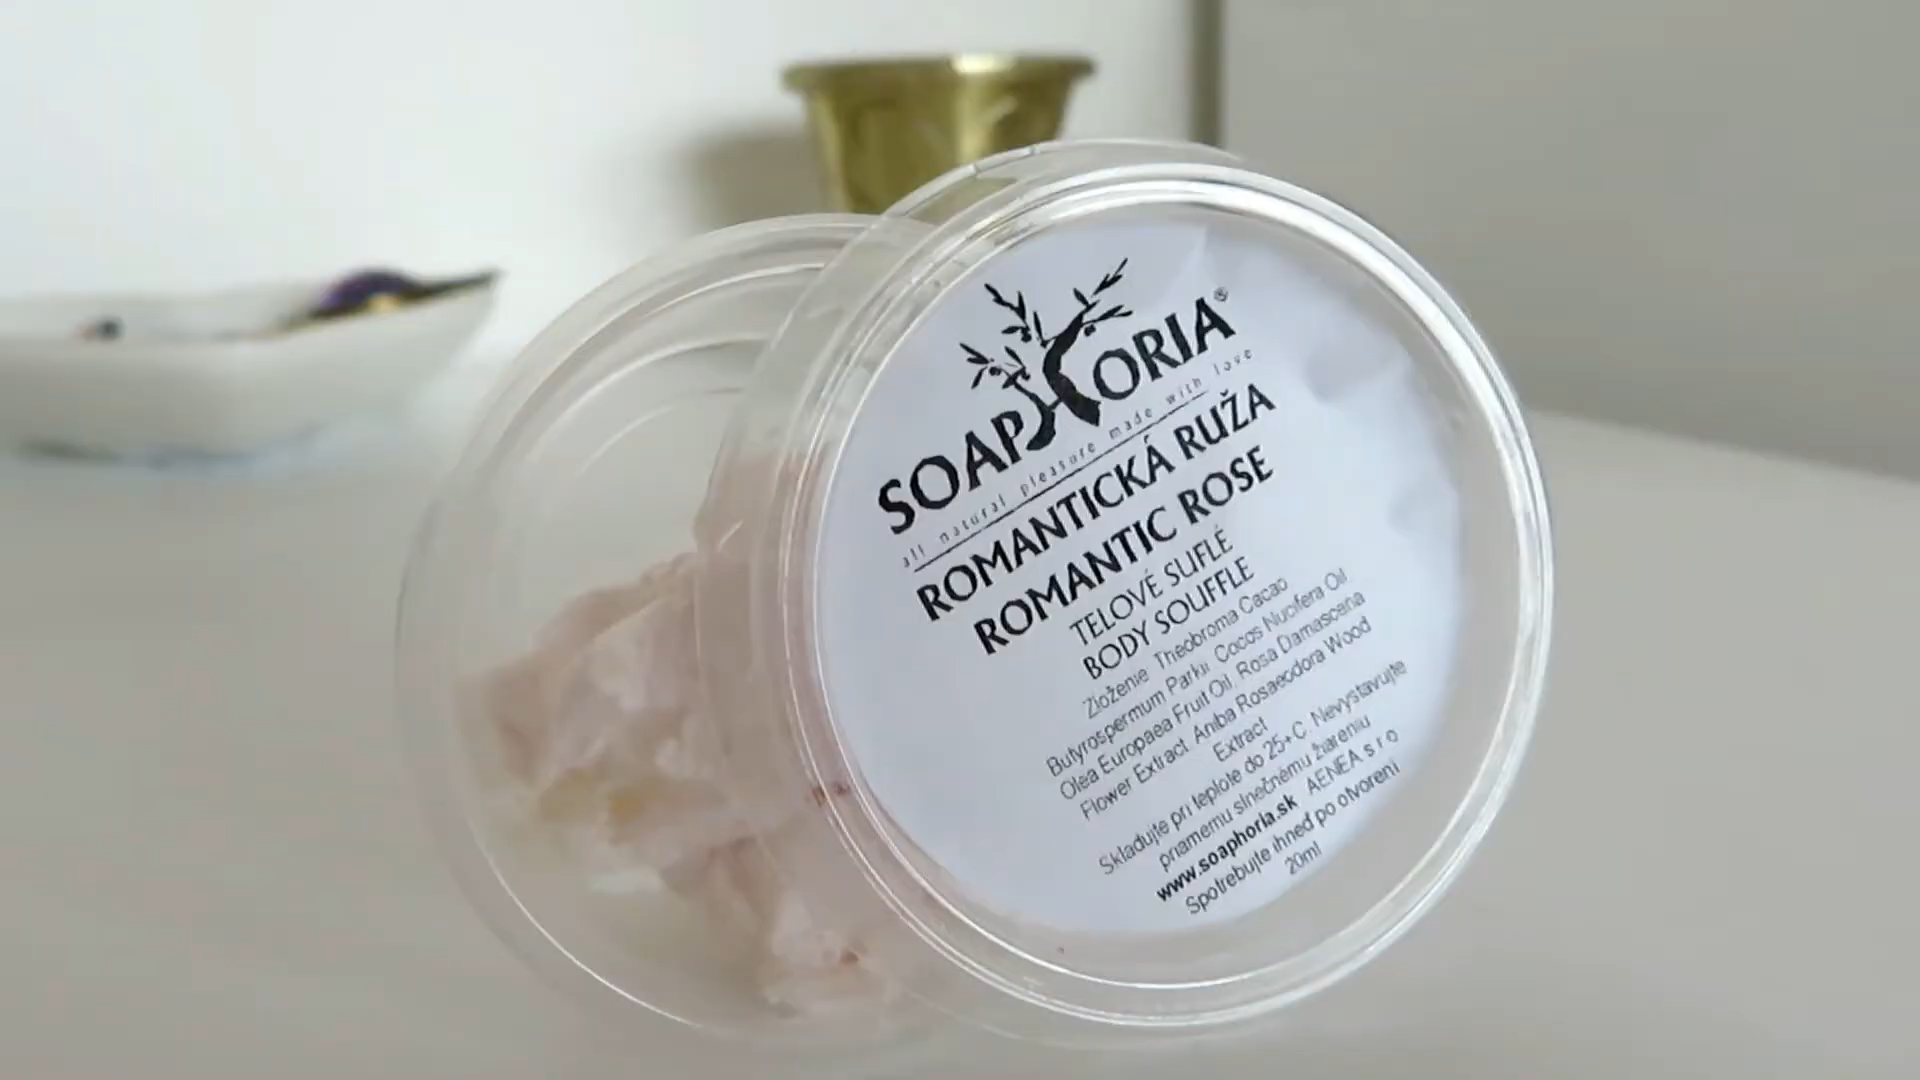 SOAPHORIA®
all natural pleasure made with love
ROMANTICKÁ RUŽA
ROMANTIC ROSE
TELOVÉ SUFLÉ
BODY SOUFFLE
Zloženie: Theobroma Cacao
Butyrospermum Parkii, Cocos Nucifera Oil,
Olea Europaea Fruit Oil, Rosa Damascena
Flower Extract, Aniba Rosaeodora Wood
Extract
Skladujte pri teplote do 25+C. Nevystavujte
priamemu slnečnému žiareniu
www.soaphoria.sk AENEA s r o
Spotrebujte ihneď po otvorení
20ml